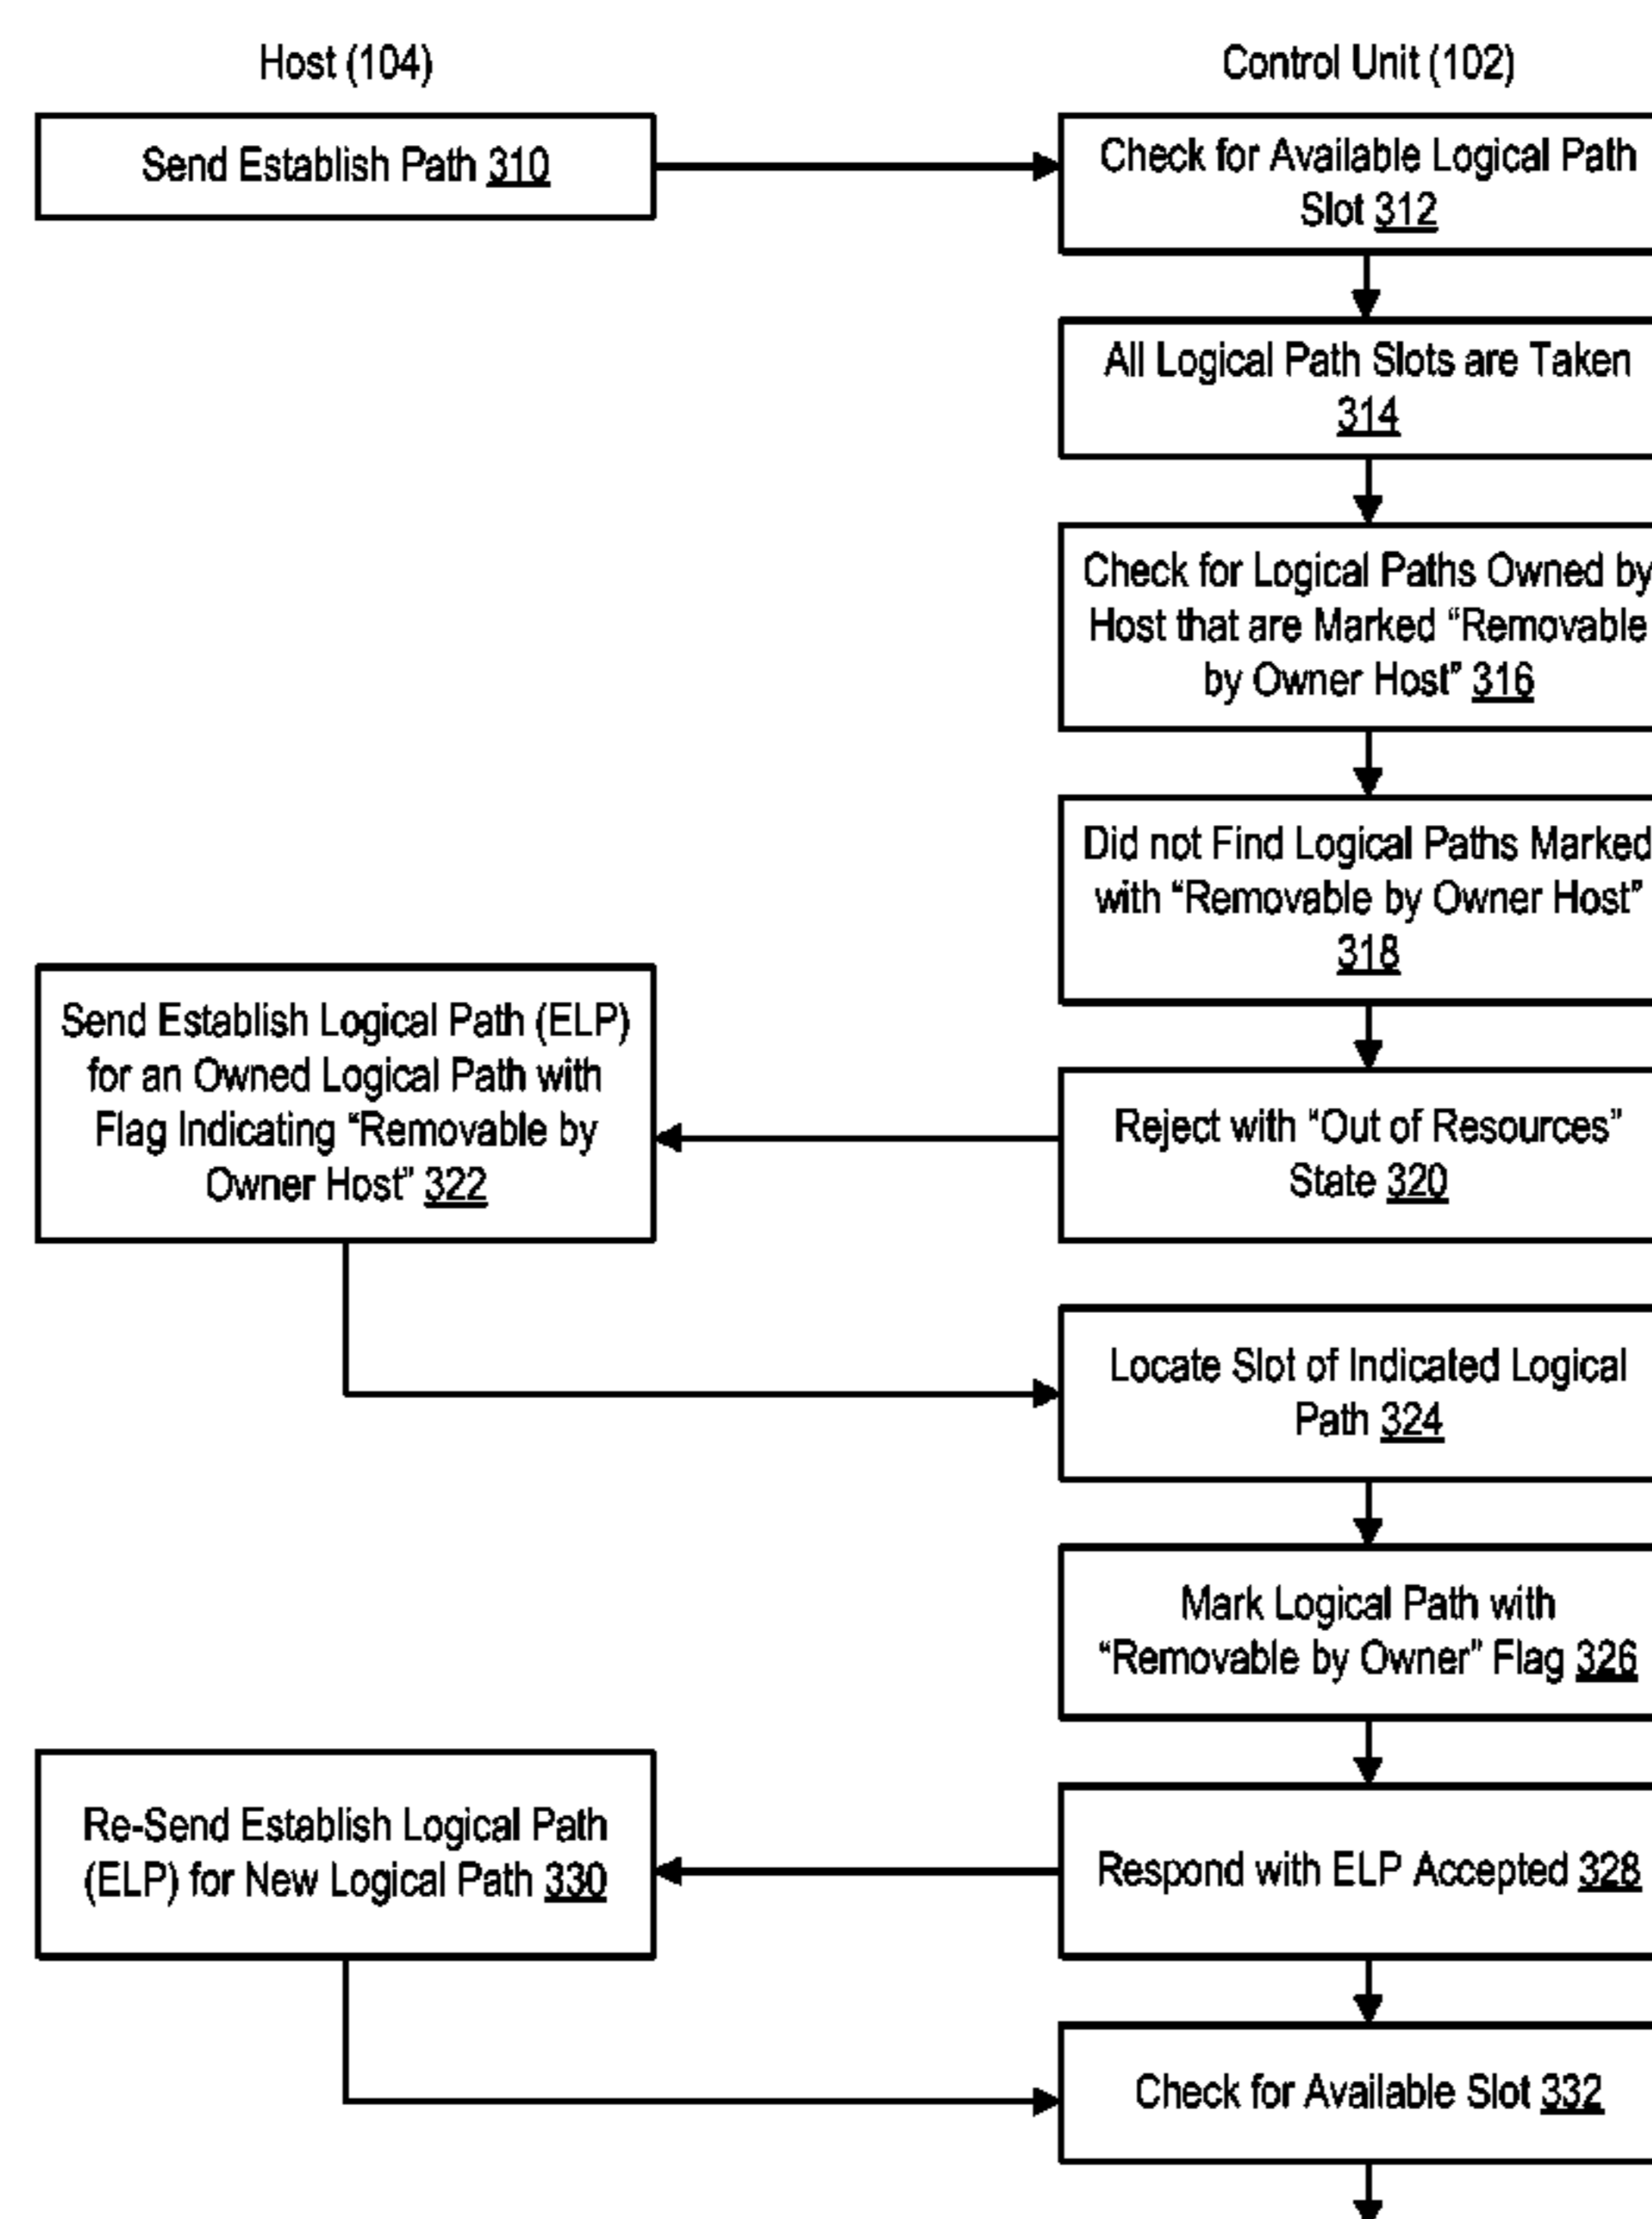 Host (104)
Control Unit (102)
Send Establish Path 310
Check for Available Logical Path
Slot 312
All Logical Path Slots are Taken
314
Check for Logical Paths Owned by
Host that are Marked “Removable
by Owner Host” 316
Did not Find Logical Paths Marked
with “Removable by Owner Host”
318
Send Establish Logical Path (ELP)
for an Owned Logical Path with
Flag Indicating “Removable by
Owner Host” 322
Reject with “Out of Resources”
State 320
Locate Slot of Indicated Logical
Path 324
Mark Logical Path with
“Removable by Owner” Flag 326
Re-Send Establish Logical Path
(ELP) for New Logical Path 330
Respond with ELP Accepted 328
Check for Available Slot 332